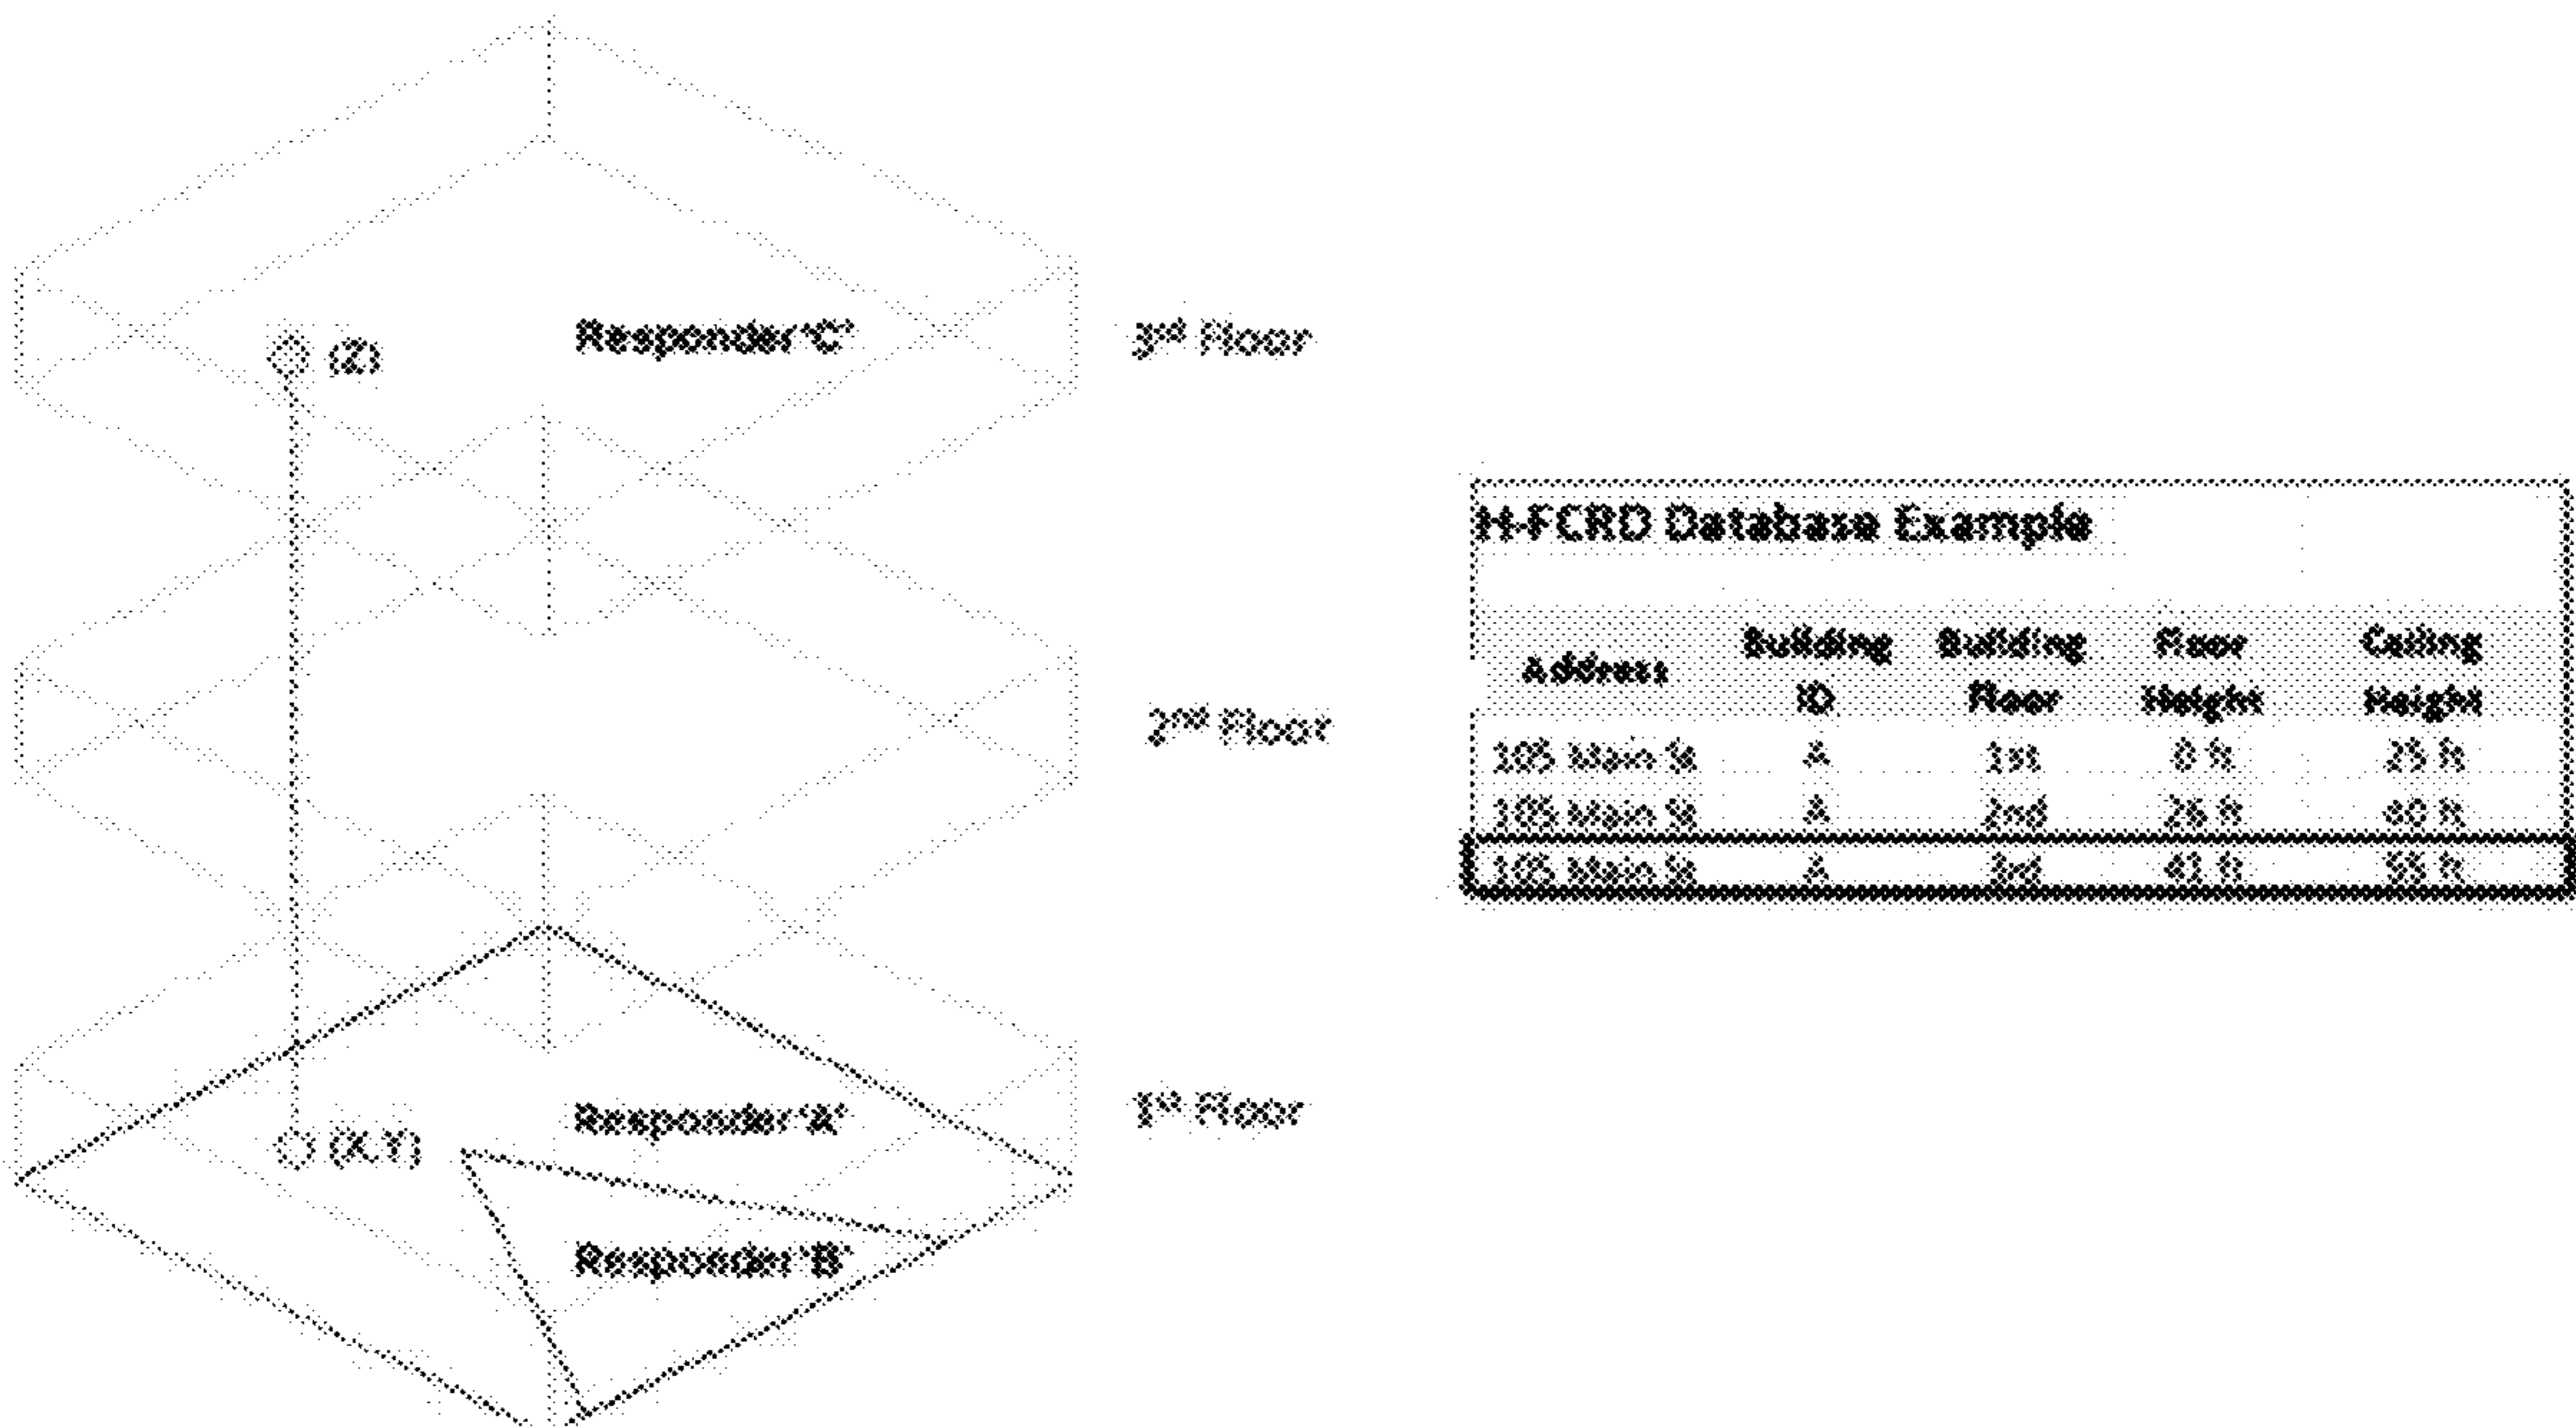 Responder 'C'
3rd Floor
(Z)
2nd Floor
Responder 'A'
1st Floor
(X,Y)
Responder 'B'
H-FCRD Database Example
Address Building ID Building Floor Floor Height Ceiling Height
105 Main St A 1st 0 ft 25 ft
105 Main St A 2nd 26 ft 40 ft
105 Main St A 3rd 41 ft 55 ft